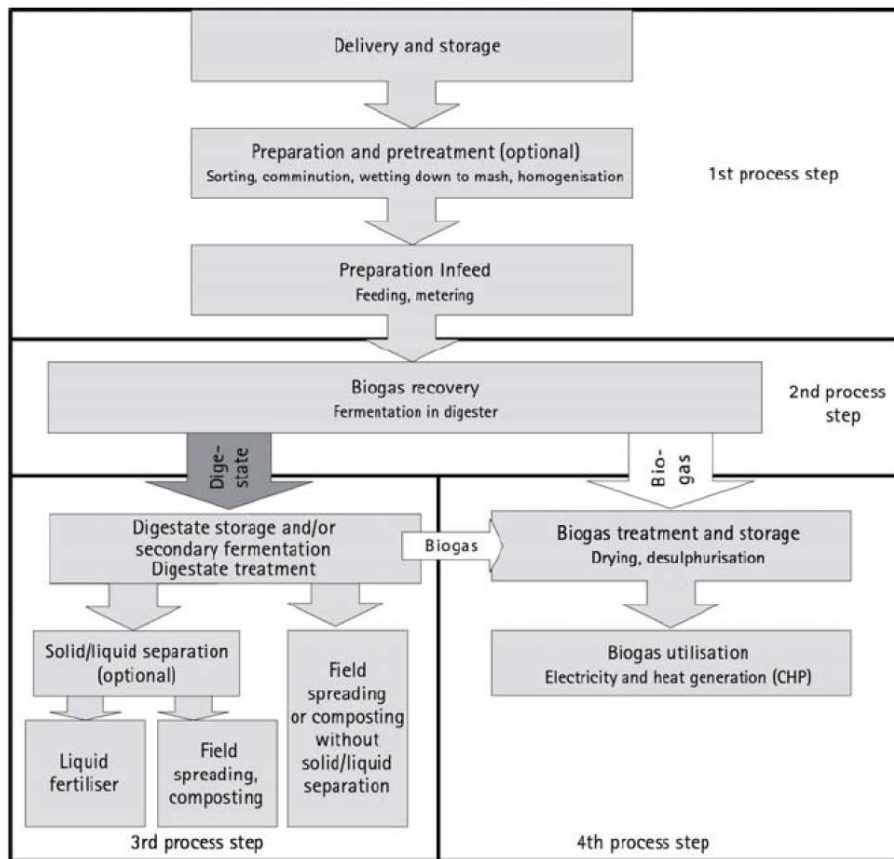 Delivery and storage
Preparation and pretreatment (optional)
Sorting, comminution, wetting down to mash, homogenisation
1st process step
Preparation Infeed
Feeding, metering
Biogas recovery
Fermentation in digester
2nd process
step
Dige-
state
Bio-
gas
Digestate storage and/or
secondary fermentation
Digestate treatment
Biogas
Biogas treatment and storage
Drying, desulphurisation
Solid/liquid separation
(optional)
Field
spreading
or composting
without
solid/liquid
separation
Biogas utilisation
Electricity and heat generation (CHP)
Liquid
fertiliser
Field
spreading,
composting
3rd process step
4th process step